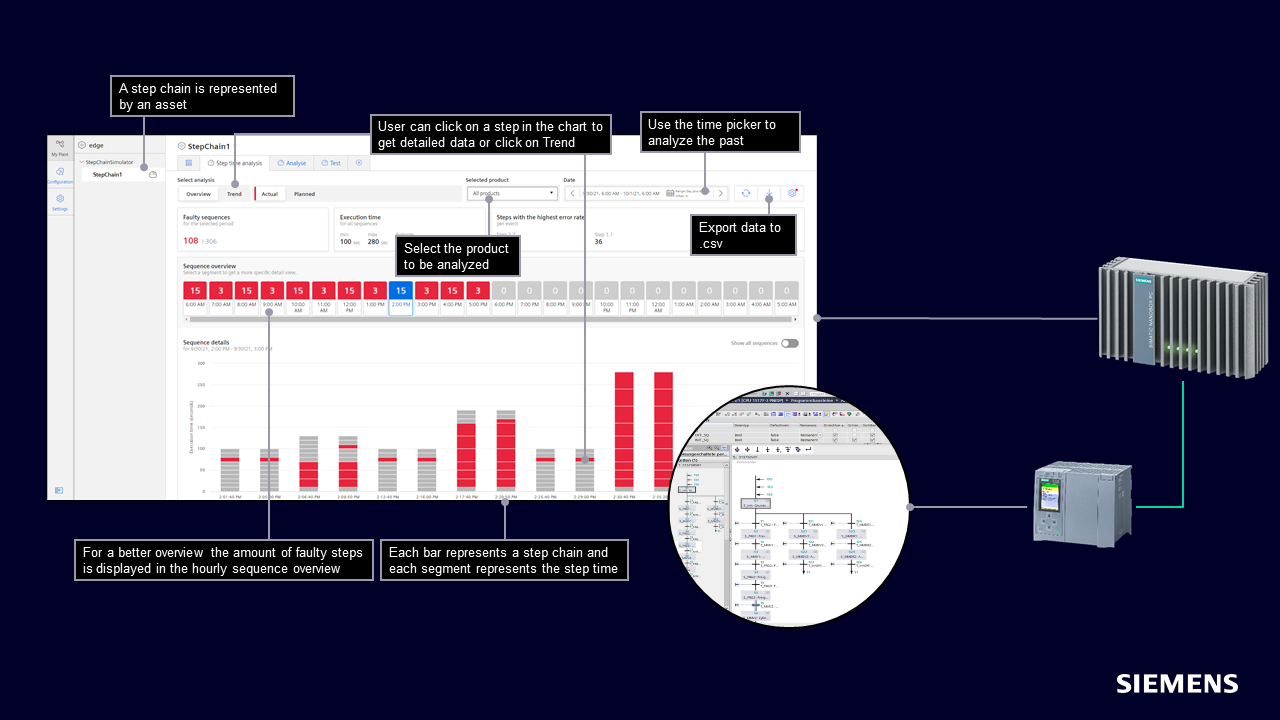 A step chain is represented
by an asset
User can click on a step in the chart to
get detailed data or click on Trend
Use the time picker to
analyze the past
My Plant
Configuration
Settings
edge
StepChainSimulator
StepChain1
StepChain1
Step time analysis
Analyse
Test
Select analysis
Overview
Trend
Actual
Planned
Selected product
All products
Date
9/30/21, 6:00 AM - 10/1/21, 6:00 AM
Export data to
.csv
Faulty sequences
for the selected period
108 / 306
Execution time
for all sequences
min
100 sec
max
280 sec
Steps with the highest error rate
per event
Step 1.1
36
Select the product
to be analyzed
Sequence overview
Select a segment to get a more specific detail view.
15 3 15 3 15 3 15 3 15 3 15 3 0 0 0 0 0 0 0 0 0 0 0 0
6:00 AM 7:00 AM 8:00 AM 9:00 AM 10:00 AM 11:00 AM 12:00 PM 1:00 PM 2:00 PM 3:00 PM 4:00 PM 5:00 PM 6:00 PM 7:00 PM 8:00 PM 9:00 PM 10:00 PM 11:00 PM 12:00 AM 1:00 AM 2:00 AM 3:00 AM 4:00 AM 5:00 AM
Sequence details
for 9/30/21, 2:00 PM - 9/30/21, 3:00 PM
Show all sequences
Execution time (seconds)
300
250
200
150
100
50
0
2:01:40 PM 2:06:40 PM 2:09:00 PM 2:12:40 PM 2:16:00 PM 2:17:40 PM 2:25:40 PM 2:29:00 PM 2:30:40 PM
For a better overview the amount of faulty steps
is displayed in the hourly sequence overview
Each bar represents a step chain and
each segment represents the step time
SIEMENS
SIMATIC NANOBOX PC
SIEMENS